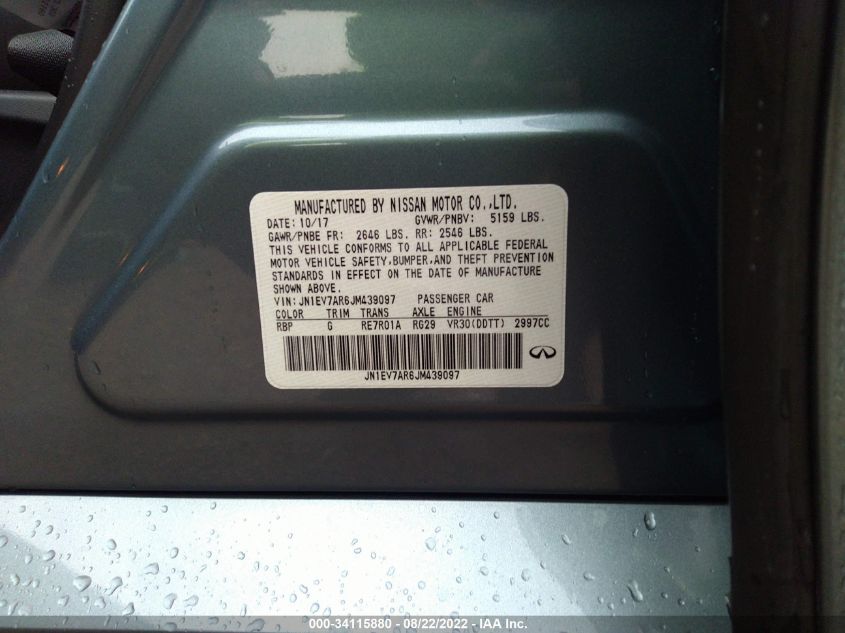 MANUFACTURED BY NISSAN MOTOR CO.,LTD.
DATE: 10/17 GVWR/PNBV: 5159 LBS.
GAWR/PNBE FR: 2646 LBS. RR: 2546 LBS.
THIS VEHICLE CONFORMS TO ALL APPLICABLE FEDERAL
MOTOR VEHICLE SAFETY,BUMPER,AND THEFT PREVENTION
STANDARDS IN EFFECT ON THE DATE OF MANUFACTURE
SHOWN ABOVE.
VIN: JN1EV7AR6JM439097 PASSENGER CAR
COLOR TRIM TRANS AXLE ENGINE
RBP G RE7R01A RG29 VR30(DDTT) 2997CC
JN1EV7AR6JM439097
000-34115880 - 08/22/2022 - IAA Inc.